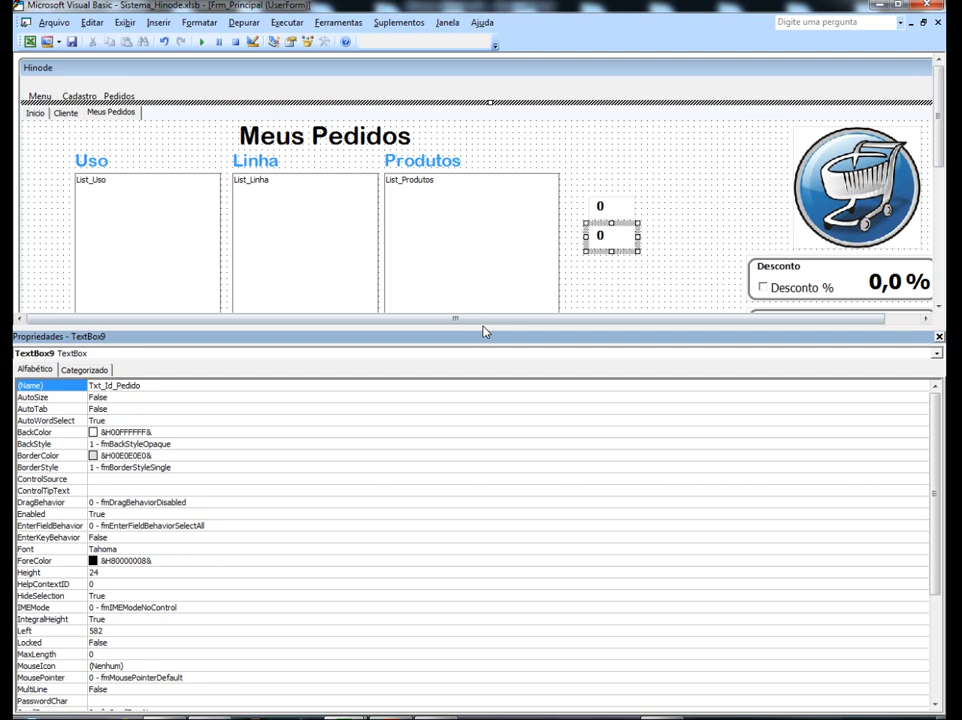 Microsoft Visual Basic - Sistema_Hinode.xlsb - [Frm_Principal (UserForm)]
Arquivo Editar Exibir Inserir Formatar Depurar Executar Ferramentas Suplementos Janela Ajuda Digite uma pergunta
Hinode
Menu Cadastro Pedidos
Inicio Cliente Meus Pedidos
Meus Pedidos
Uso Linha Produtos
List_Uso List_Linha List_Produtos
0
0
Desconto
Desconto % 0,0 %
Propriedades - TextBox9
TextBox9 TextBox
Alfabético Categorizado
(Name) Txt_Id_Pedido
AutoSize False
AutoTab False
AutoWordSelect True
BackColor &H00FFFFFF&
BackStyle 1 - fmBackStyleOpaque
BorderColor &H00E0E0E0&
BorderStyle 1 - fmBorderStyleSingle
ControlSource
ControlTipText
DragBehavior 0 - fmDragBehaviorDisabled
Enabled True
EnterFieldBehavior 0 - fmEnterFieldBehaviorSelectAll
EnterKeyBehavior False
Font Tahoma
ForeColor &H80000008&
Height 24
HelpContextID 0
HideSelection True
IMEMode 0 - fmIMEModeNoControl
IntegralHeight True
Left 582
Locked False
MaxLength 0
MouseIcon (Nenhum)
MousePointer 0 - fmMousePointerDefault
MultiLine False
PasswordChar